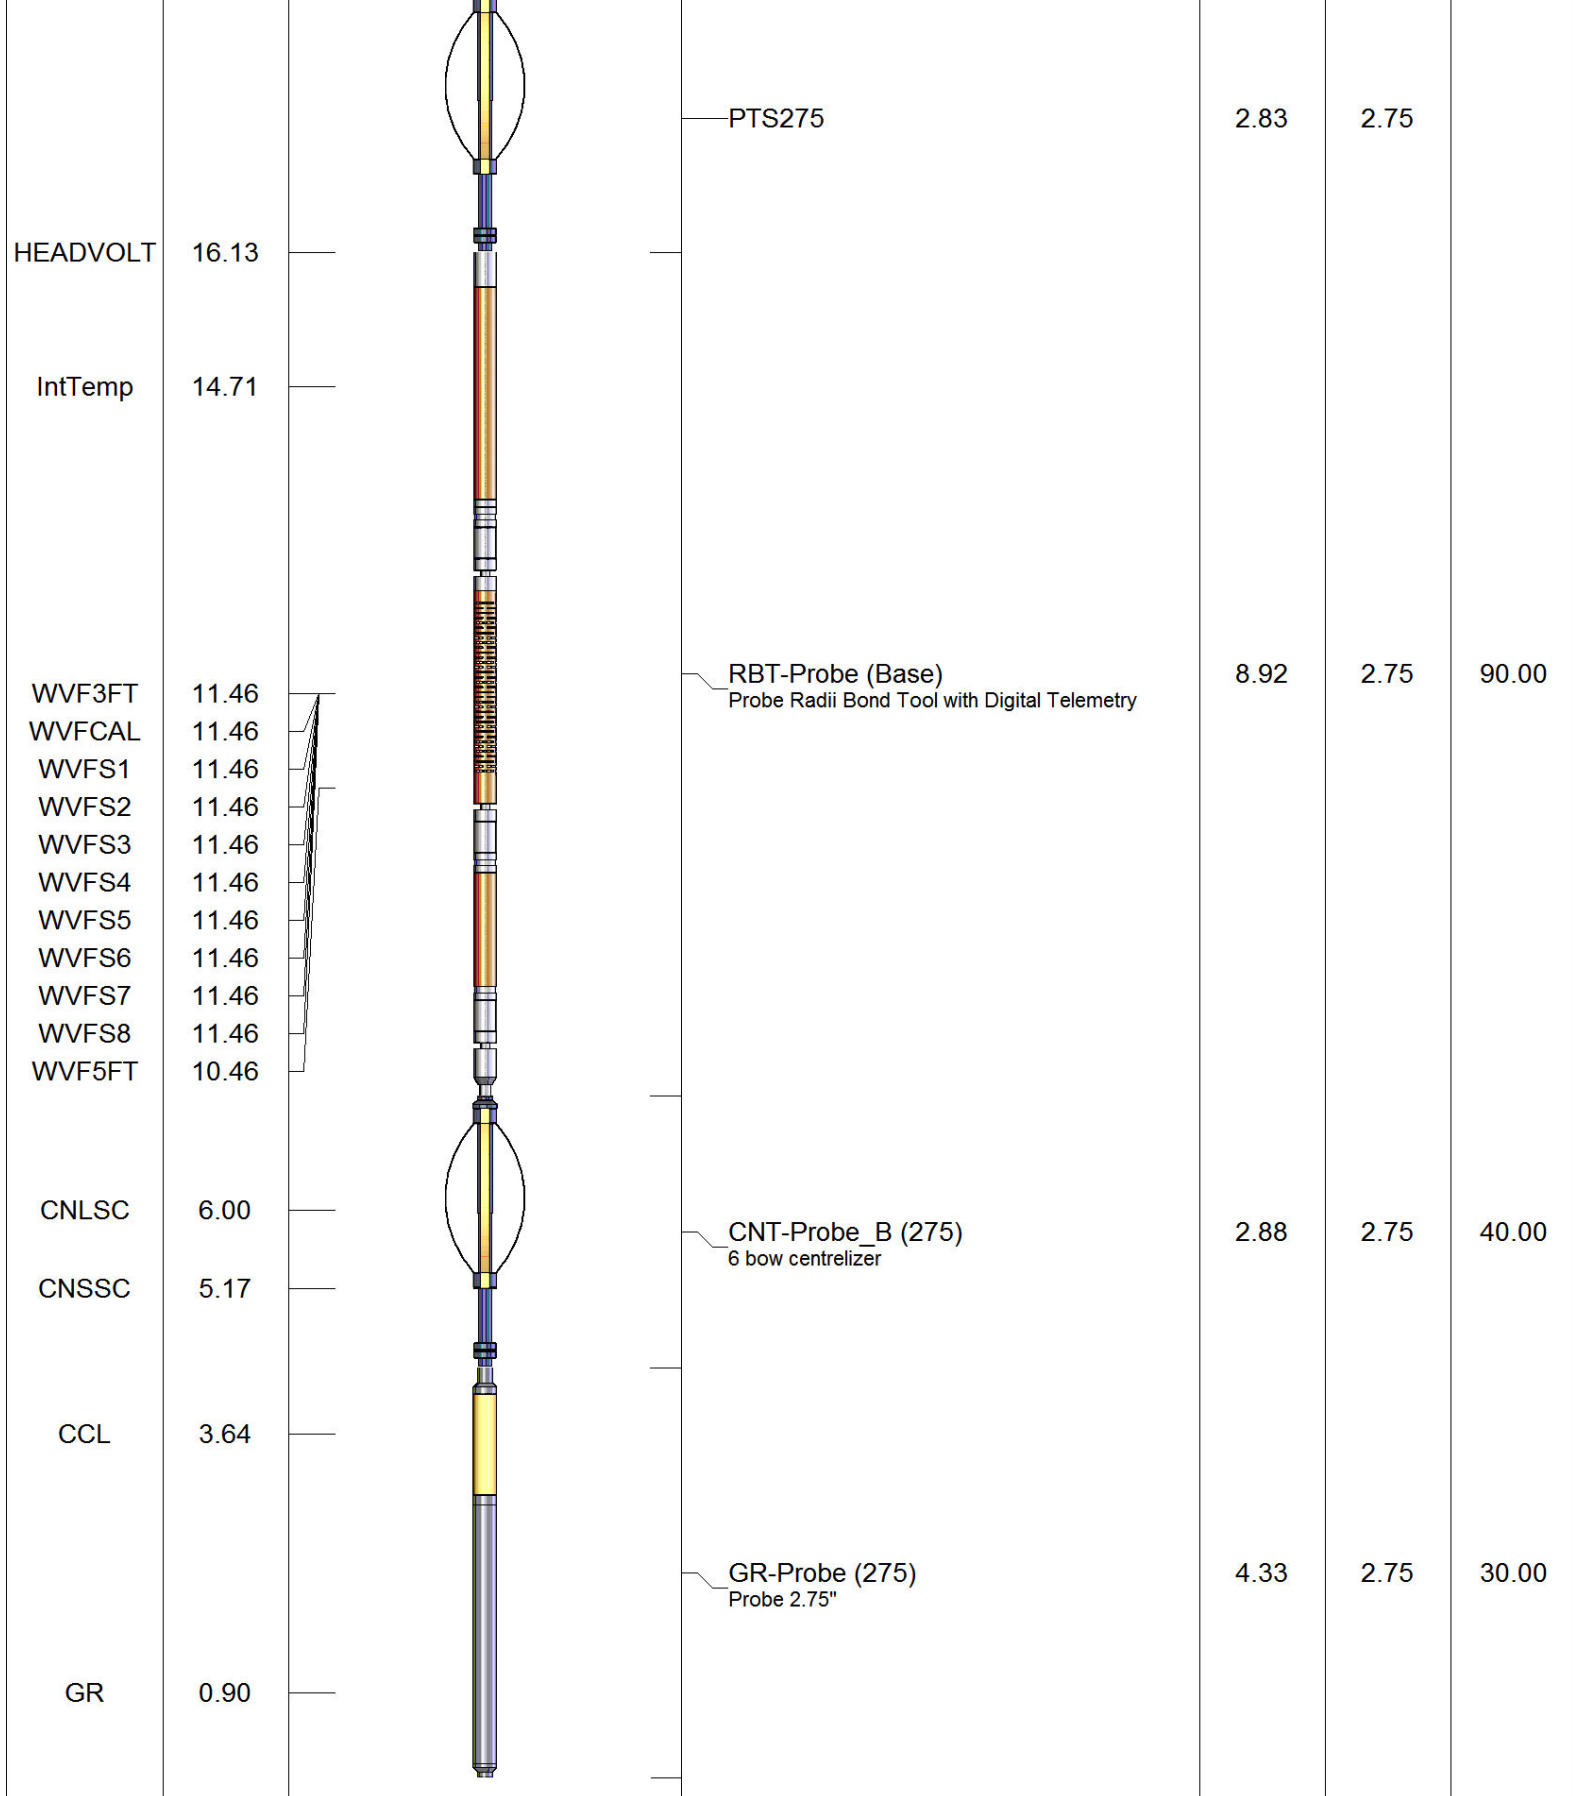 PTS275 2.83 2.75
HEADVOLT 16.13
IntTemp 14.71
RBT-Probe (Base) 8.92 2.75 90.00
Probe Radii Bond Tool with Digital Telemetry
WVF3FT 11.46
WVFCAL 11.46
WVFS1 11.46
WVFS2 11.46
WVFS3 11.46
WVFS4 11.46
WVFS5 11.46
WVFS6 11.46
WVFS7 11.46
WVFS8 11.46
WVF5FT 10.46
CNLSC 6.00
CNT-Probe_B (275) 2.88 2.75 40.00
6 bow centrelizer
CNSSC 5.17
CCL 3.64
GR-Probe (275) 4.33 2.75 30.00
Probe 2.75"
GR 0.90